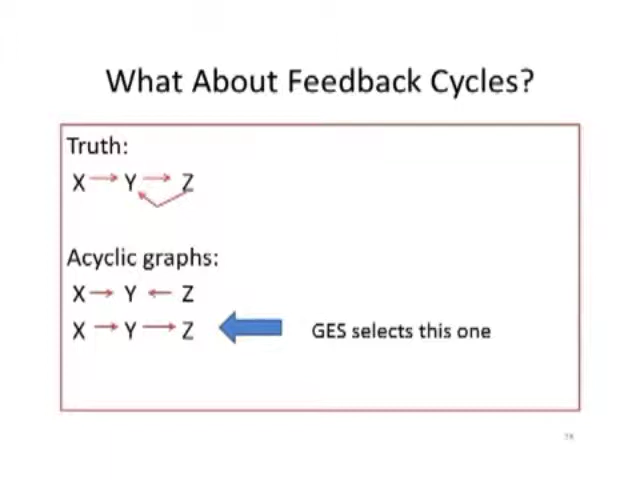 What About Feedback Cycles?
Truth:
X → Y → Z
Acyclic graphs:
X → Y ← Z
X → Y → Z
GES selects this one